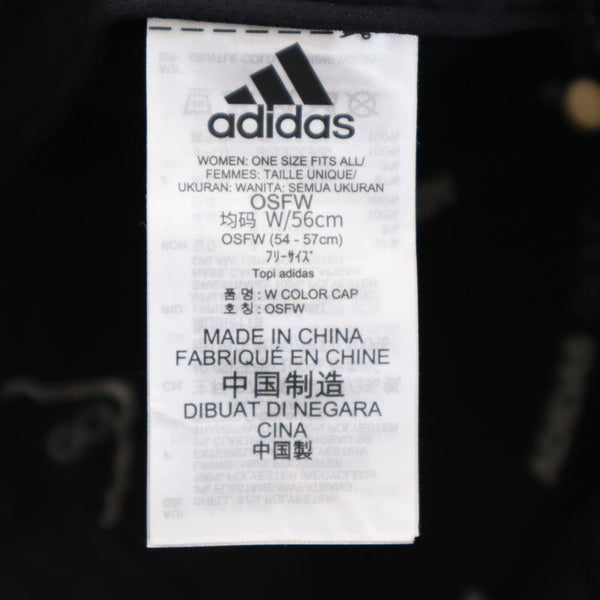 adidas
WOMEN: ONE SIZE FITS ALL/
FEMMES: TAILLE UNIQUE/
UKURAN: WANITA: SEMUA UKURAN
OSFW
均码 W/56cm
OSFW (54 - 57cm)
フリーサイズ
Topi adidas
품 명 : W COLOR CAP
호 칭 : OSFW
MADE IN CHINA
FABRIQUÉ EN CHINE
中国制造
DIBUAT DI NEGARA
CINA
中国製